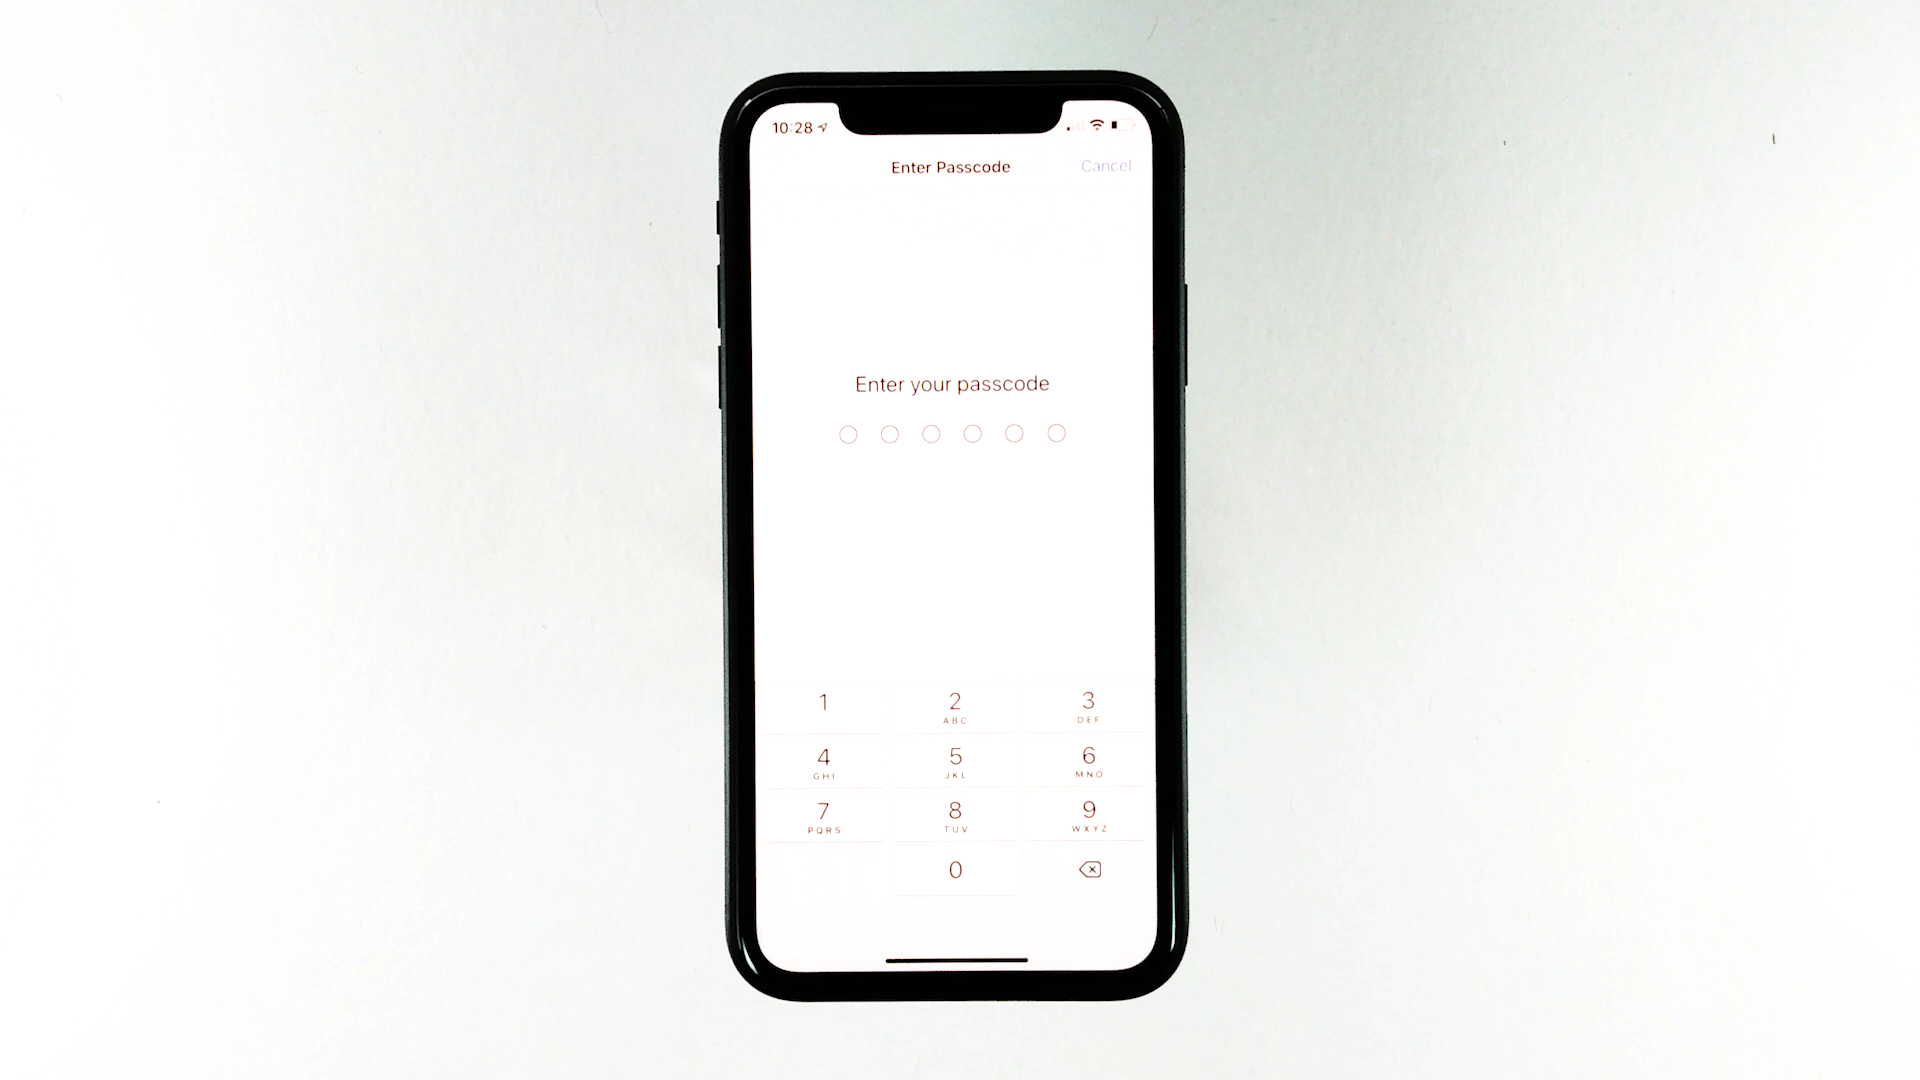 10:28
Enter Passcode
Cancel
Enter your passcode
1
2
3
ABC
DEF
4
5
6
GHI
JKL
MNO
7
8
9
PQRS
TUV
WXYZ
0